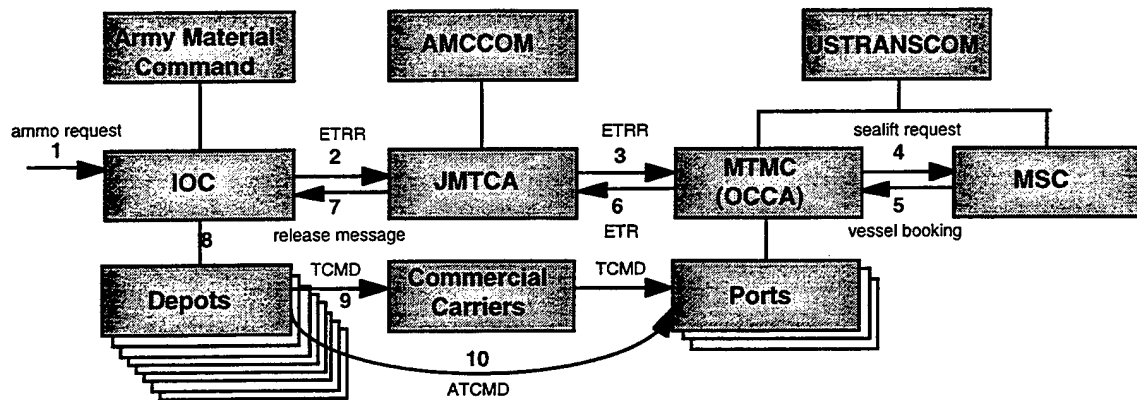 Army Material
Command
AMCCOM
USTRANSCOM
ammo request
1
ETRR
2
ETRR
3
sealift request
4
IOC
JMTCA
MTMC
(OCCA)
MSC
7
6
5
8
release message
ETR
vessel booking
TCMD
9
TCMD
Depots
Commercial
Carriers
Ports
10
ATCMD